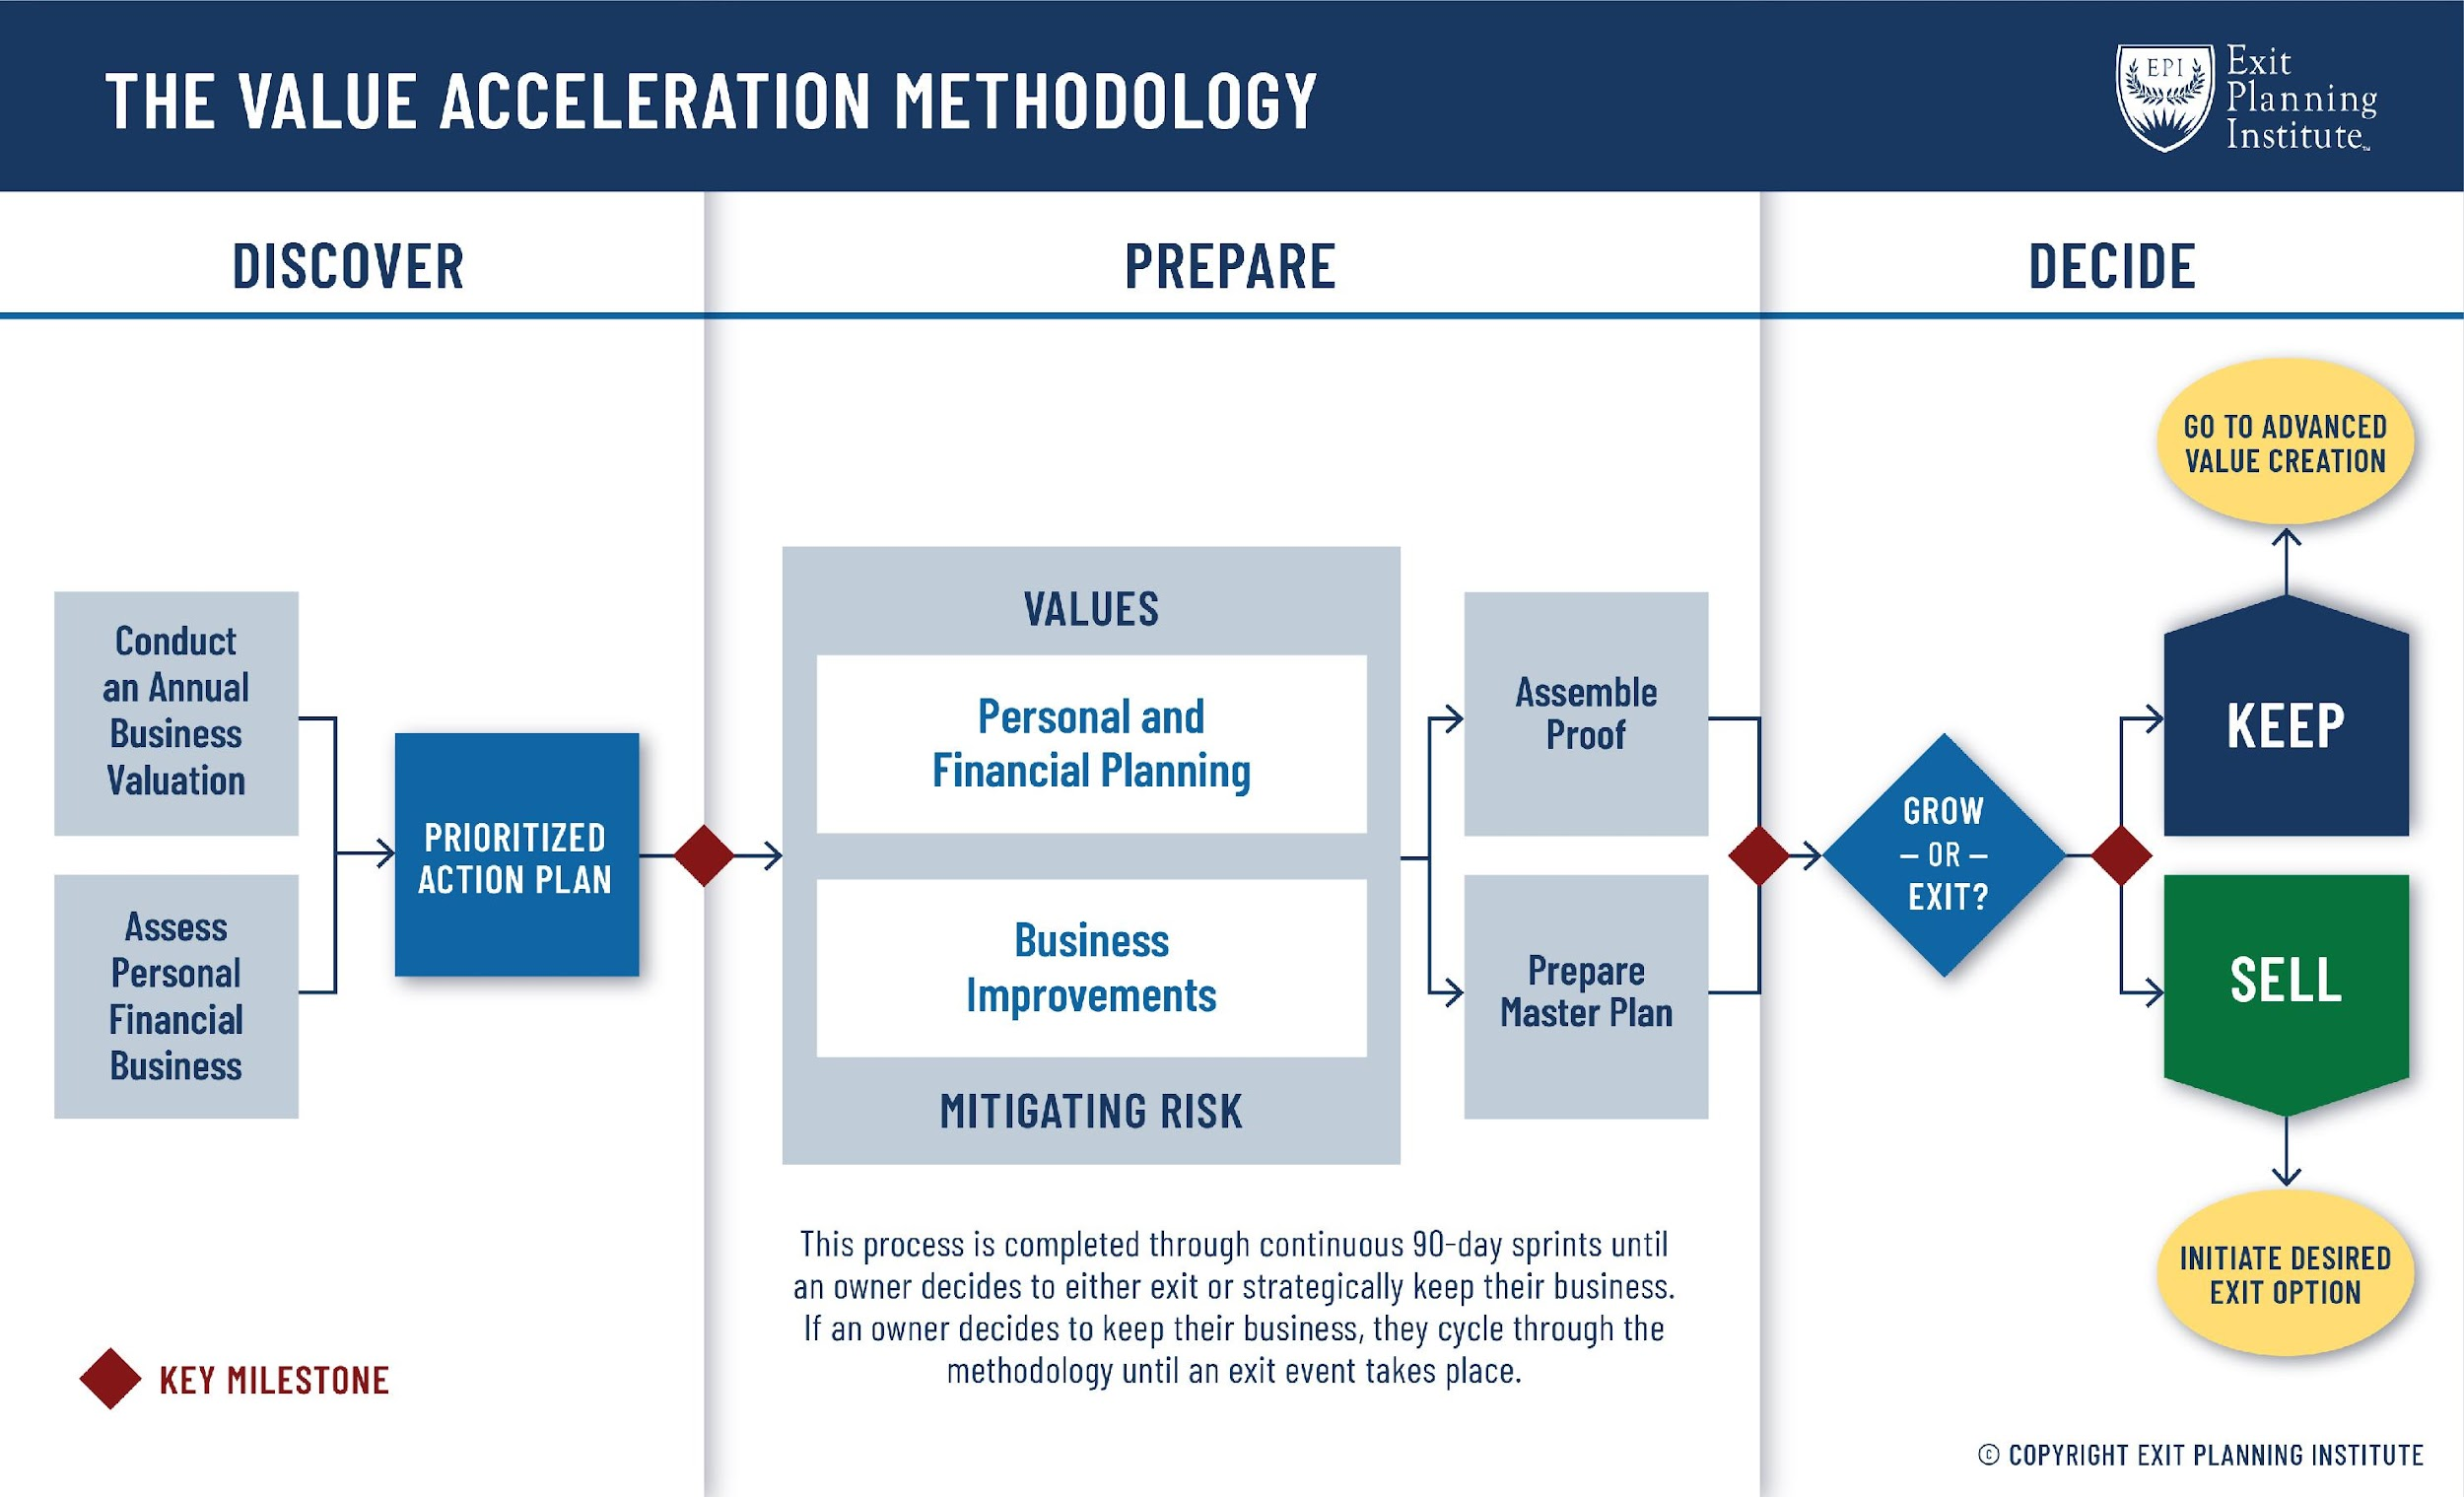 THE VALUE ACCELERATION METHODOLOGY
EPI
Exit
Planning
Institute™
DISCOVER
PREPARE
DECIDE
Conduct
an Annual
Business
Valuation
Assess
Personal
Financial
Business
PRIORITIZED
ACTION PLAN
VALUES
Personal and
Financial Planning
Business
Improvements
MITIGATING RISK
Assemble
Proof
Prepare
Master Plan
This process is completed through continuous 90-day sprints until
an owner decides to either exit or strategically keep their business.
If an owner decides to keep their business, they cycle through the
methodology until an exit event takes place.
GROW
– OR –
EXIT?
GO TO ADVANCED
VALUE CREATION
KEEP
SELL
INITIATE DESIRED
EXIT OPTION
KEY MILESTONE
© COPYRIGHT EXIT PLANNING INSTITUTE